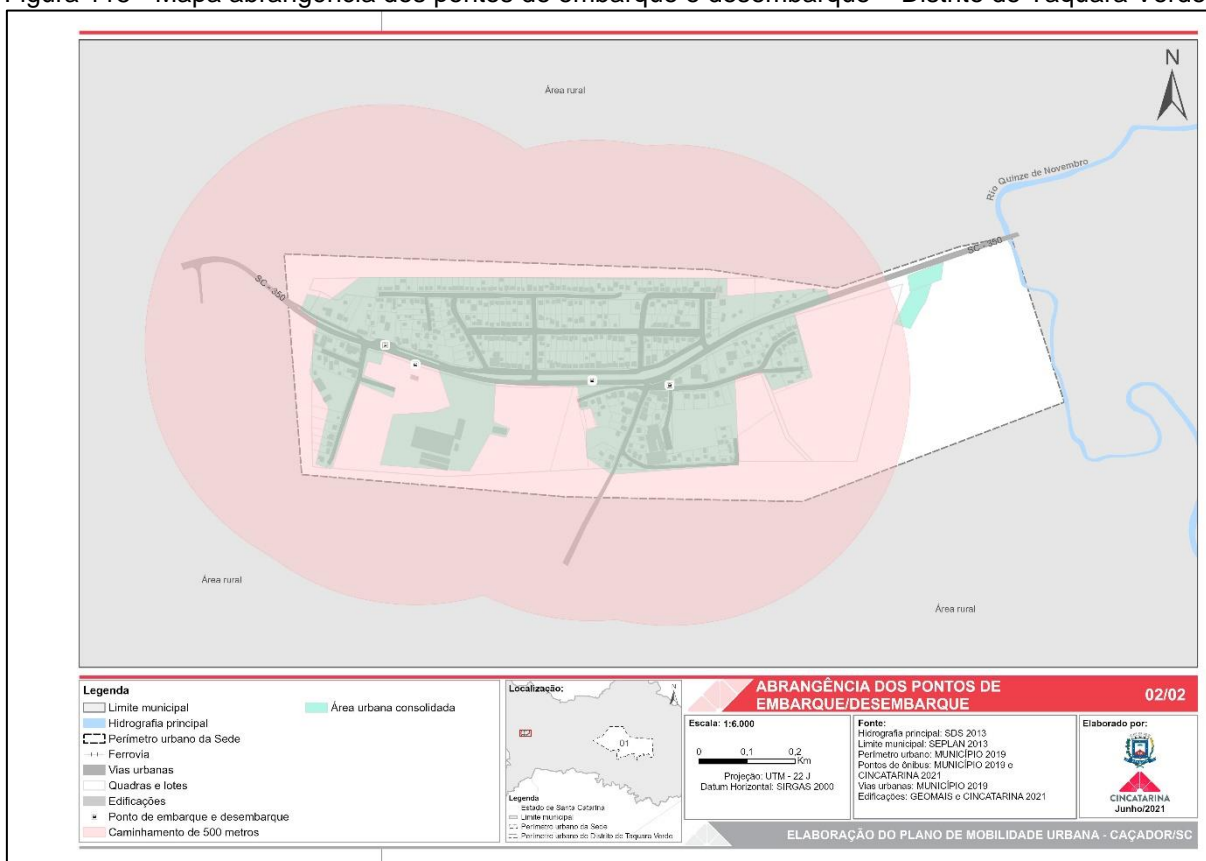 Figura 118 - Mapa abrangência dos pontos de embarque e desembarque – Distrito de Taquara Verde
N
Área rural
Rio Quinze de Novembro
SC - 350
SC - 350
Área rural
Área rural
Legenda
Limite municipal
Hidrografia principal
Perímetro urbano da Sede
Ferrovia
Vias urbanas
Quadras e lotes
Edificações
Ponto de embarque e desembarque
Caminhamento de 500 metros
Área urbana consolidada
Localização:
N
01
Legenda
Estado de Santa Catarina
Limite municipal
Perímetro urbano da Sede
Perímetro urbano do Distrito de Taquara Verde
ABRANGÊNCIA DOS PONTOS DE
EMBARQUE/DESEMBARQUE
02/02
Escala: 1:6.000
0 0,1 0,2
Km
Projeção: UTM - 22 J
Datum Horizontal: SIRGAS 2000
Fonte:
Hidrografia principal: SDS 2013
Limite municipal: SEPLAN 2013
Perímetro urbano: MUNICÍPIO 2019
Pontos de ônibus: MUNICÍPIO 2019 e
CINCATARINA 2021
Vias urbanas: MUNICÍPIO 2019
Edificações: GEOMAIS e CINCATARINA 2021
Elaborado por:
CINCATARINA
Junho/2021
ELABORAÇÃO DO PLANO DE MOBILIDADE URBANA - CAÇADOR/SC